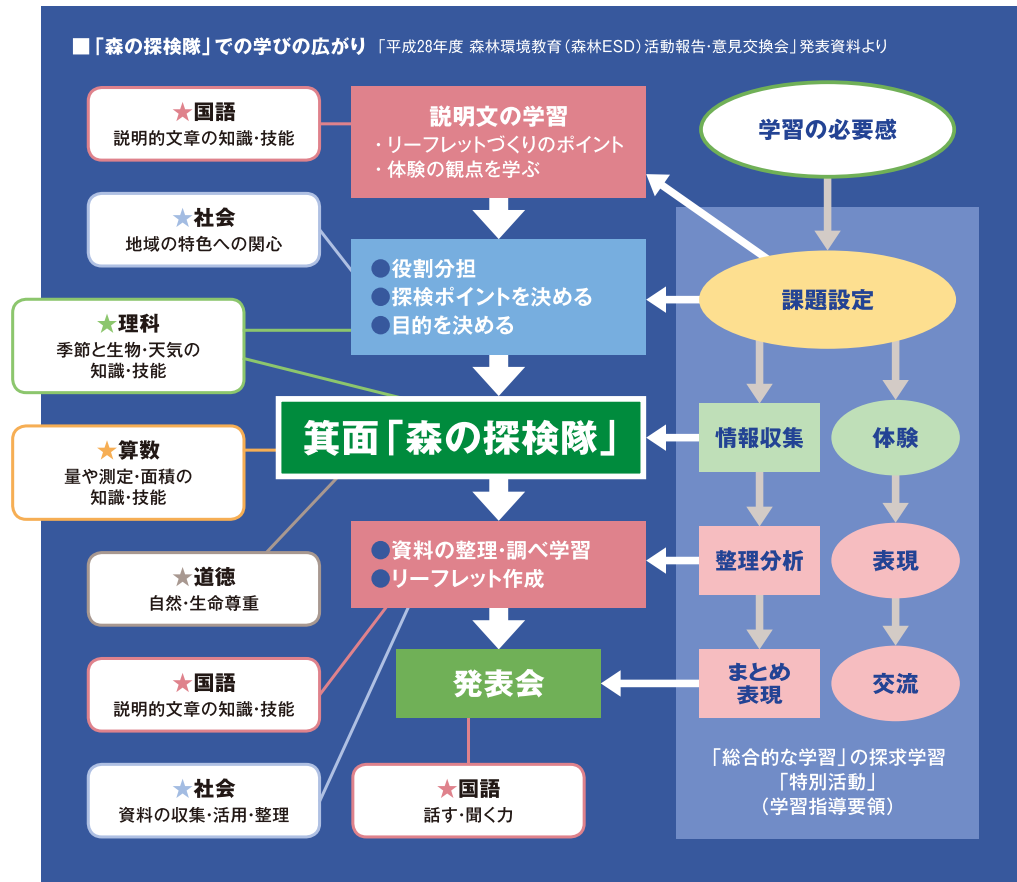 ■「森の探検隊」での学びの広がり 「平成28年度 森林環境教育(森林ESD)活動報告・意見交換会」発表資料より
★国語
説明的文章の知識・技能
説明文の学習
・リーフレットづくりのポイント
・体験の観点を学ぶ
学習の必要感
★社会
地域の特色への関心
●役割分担
●探検ポイントを決める
●目的を決める
課題設定
★理科
季節と生物・天気の
知識・技能
箕面「森の探検隊」
情報収集
体験
★算数
量や測定・面積の
知識・技能
●資料の整理・調べ学習
●リーフレット作成
整理分析
表現
★道徳
自然・生命尊重
★国語
説明的文章の知識・技能
発表会
まとめ
表現
交流
★社会
資料の収集・活用・整理
★国語
話す・聞く力
「総合的な学習」の探求学習
「特別活動」
(学習指導要領)